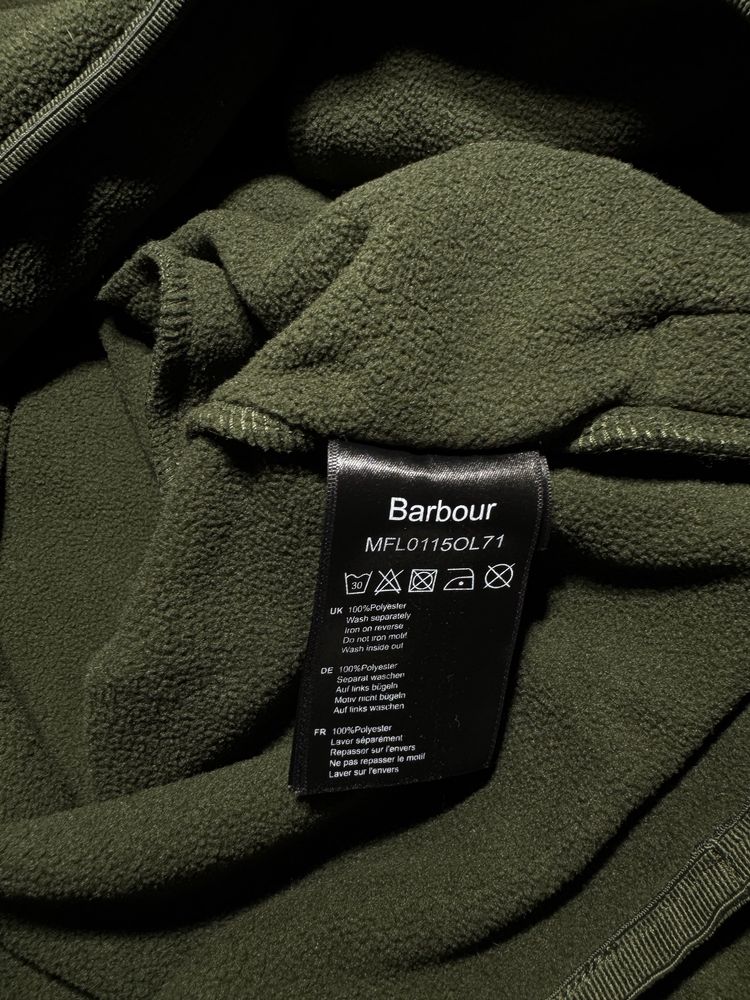 Barbour
MFL0115OL71
30
UK 100%Polyester
Wash separately
Iron on reverse
Do not iron motif
Wash inside out
DE 100%Polyester
Separat waschen
Auf links bügeln
Motiv nicht bügeln
Auf links waschen
FR 100%Polyester
Laver séparément
Repasser sur l'envers
Ne pas repasser le motif
Laver sur l'envers